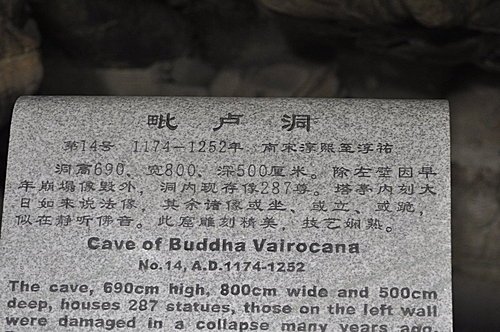 毗卢洞
第14号 1174—1252年 南宋淳熙至淳祐
洞高690、宽800、深500厘米。除左壁因早
年崩塌像毁外，洞内现存像287尊。塔亭内刻大
日如来说法像，其余诸像或坐、或立、或跪，
似在静听佛音。此窟雕刻精美，技艺娴熟。
Cave of Buddha Vairocana
No.14, A.D.1174-1252
The cave, 690cm high, 800cm wide and 500cm
deep, houses 287 statues, those on the left wall
were damaged in a collapse many years ago